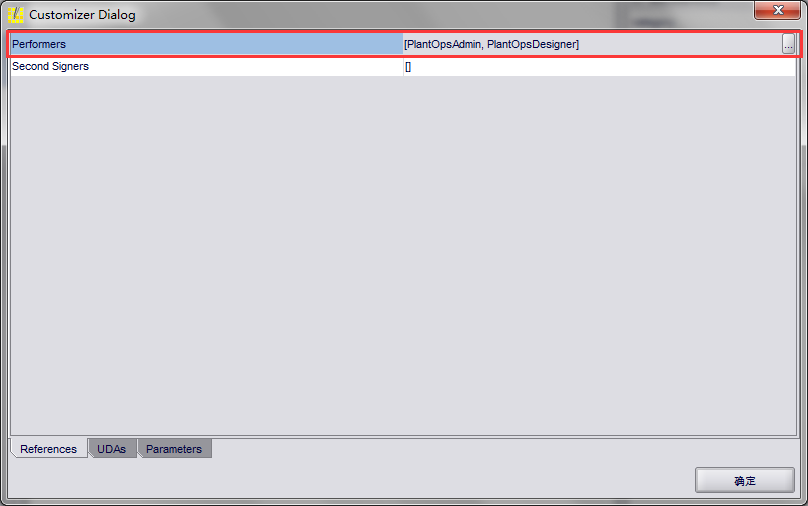 Customizer Dialog
Performers [PlantOpsAdmin, PlantOpsDesigner] ...
Second Signers []
References UDAs Parameters
确定